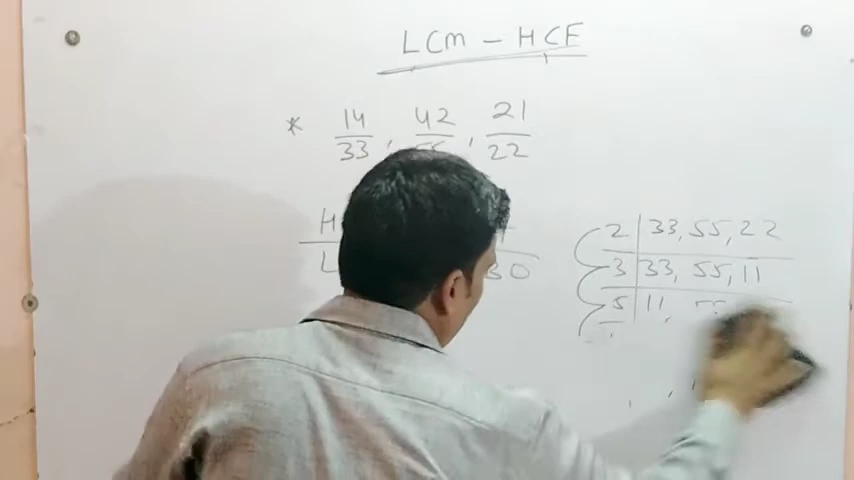 LCM - HCF
* 14/33, 42/55, 21/22
H
L 30
2 | 33, 55, 22
3 | 33, 55, 11
5 | 11, 55